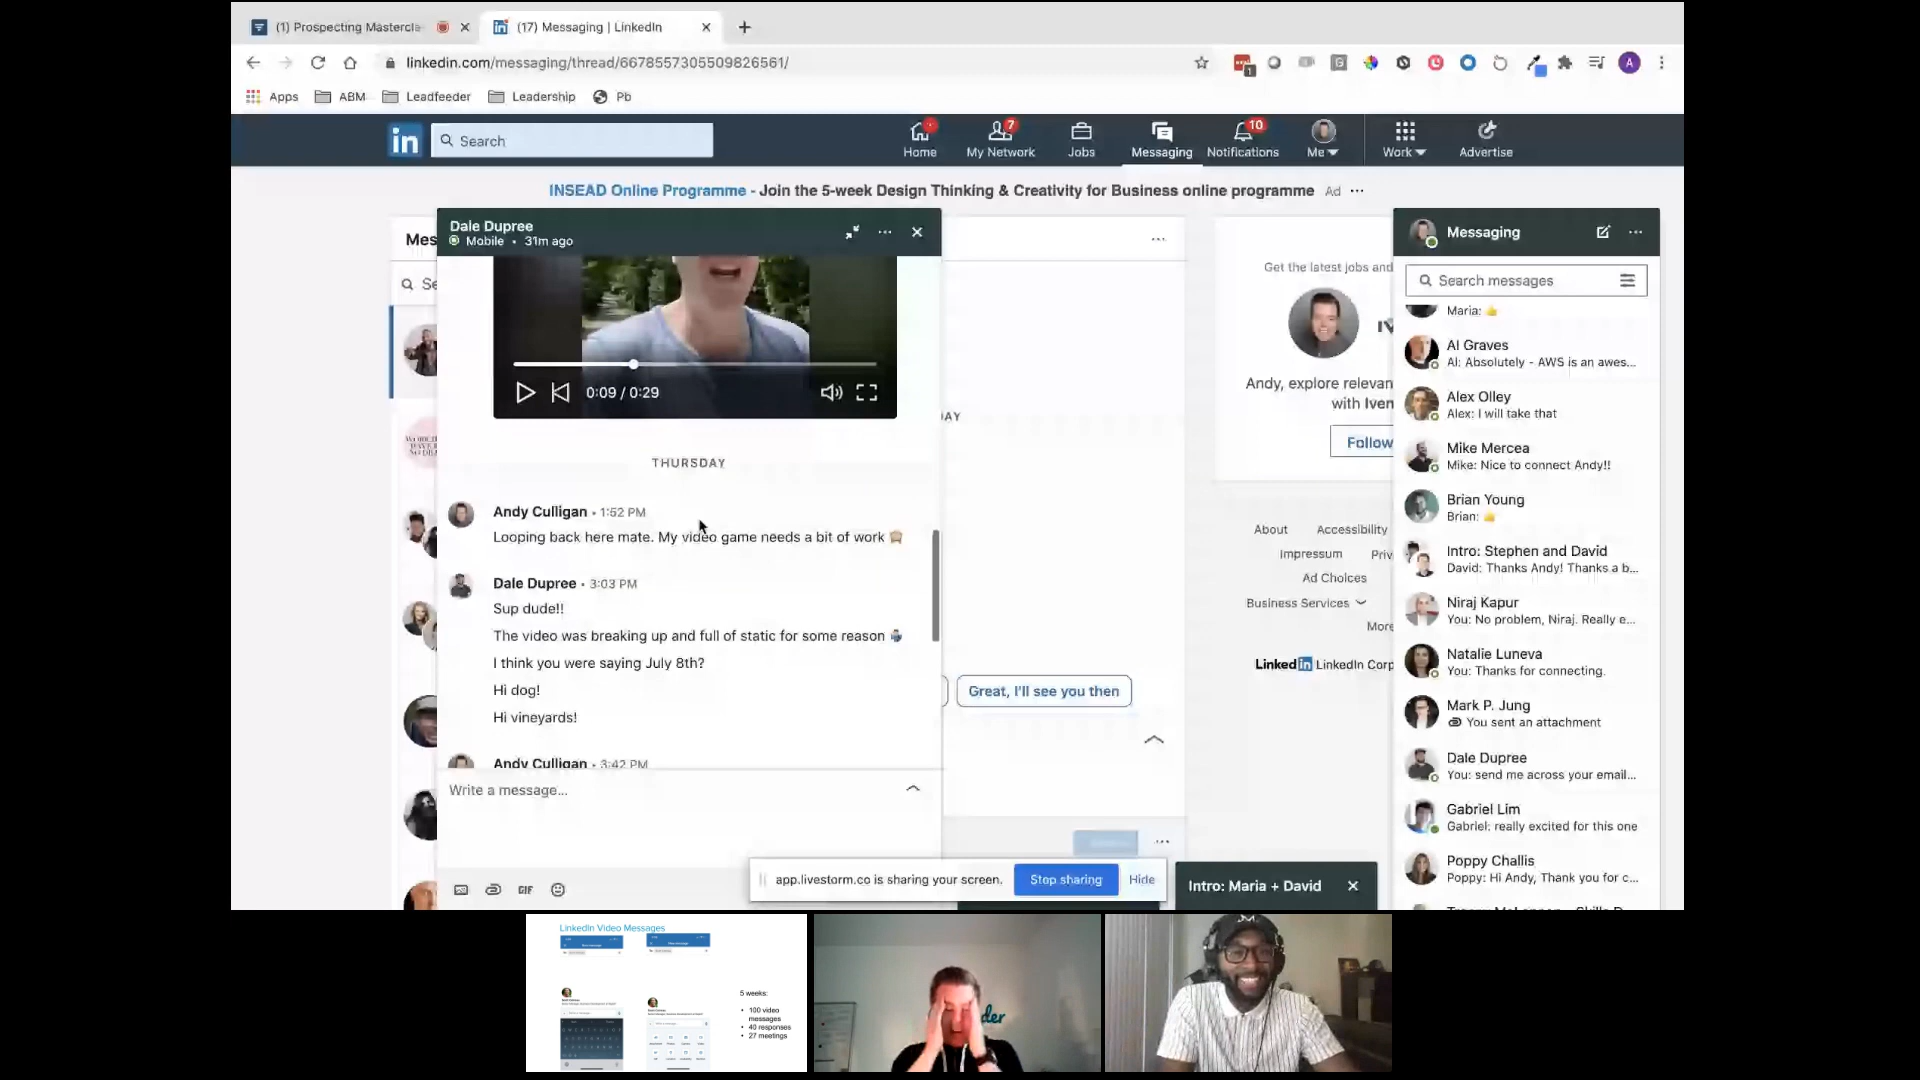 (1) Prospecting Mastercla
(17) Messaging | LinkedIn
linkedin.com/messaging/thread/6678557305509826561/
1
A
Apps
ABM
Leadfeeder
Leadership
Pb
in
Search
Home
7
My Network
Jobs
Messaging
10
Notifications
Me
Work
Advertise
INSEAD Online Programme - Join the 5-week Design Thinking & Creativity for Business online programme Ad
Mes
Se
Dale Dupree
Mobile • 31m ago
0:09 / 0:29
THURSDAY
Andy Culligan • 1:52 PM
Looping back here mate. My video game needs a bit of work 🙈
Dale Dupree • 3:03 PM
Sup dude!!
The video was breaking up and full of static for some reason
I think you were saying July 8th?
Hi dog!
Hi vineyards!
Andy Culligan • 3:42 PM
Write a message...
GIF
AY
Great, I'll see you then
Get the latest jobs and
Andy, explore relevan
with Iven
Follow
About
Accessibility
Impressum
Priv
Ad Choices
Business Services
More
LinkedIn LinkedIn Corp
Messaging
Search messages
Maria: 👍
Al Graves
Al: Absolutely - AWS is an awes...
Alex Olley
Alex: I will take that
Mike Mercea
Mike: Nice to connect Andy!!
Brian Young
Brian: 👍
Intro: Stephen and David
David: Thanks Andy! Thanks a b...
Niraj Kapur
You: No problem, Niraj. Really e...
Natalie Luneva
You: Thanks for connecting.
Mark P. Jung
You sent an attachment
Dale Dupree
You: send me across your email...
Gabriel Lim
Gabriel: really excited for this one
Poppy Challis
Poppy: Hi Andy, Thank you for c...
app.livestorm.co is sharing your screen.
Stop sharing
Hide
Intro: Maria + David
LinkedIn Video Messages
5 weeks:
• 100 video
messages
• 40 responses
• 27 meetings
der